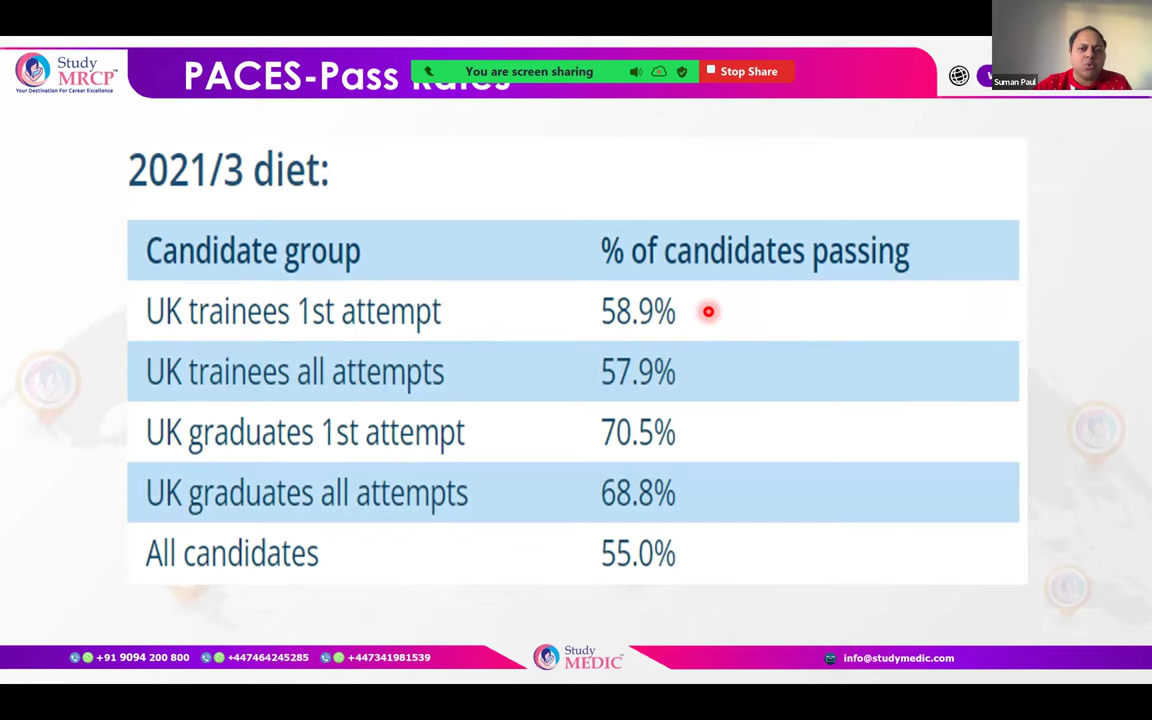 Study
MRCP™
Your Destination For Career Excellence
PACES-Pass Rates
You are screen sharing
Stop Share
Suman Paul
2021/3 diet:
Candidate group % of candidates passing
UK trainees 1st attempt 58.9%
UK trainees all attempts 57.9%
UK graduates 1st attempt 70.5%
UK graduates all attempts 68.8%
All candidates 55.0%
+91 9094 200 800 +447464245285 +447341981539
Study
MEDIC™
info@studymedic.com